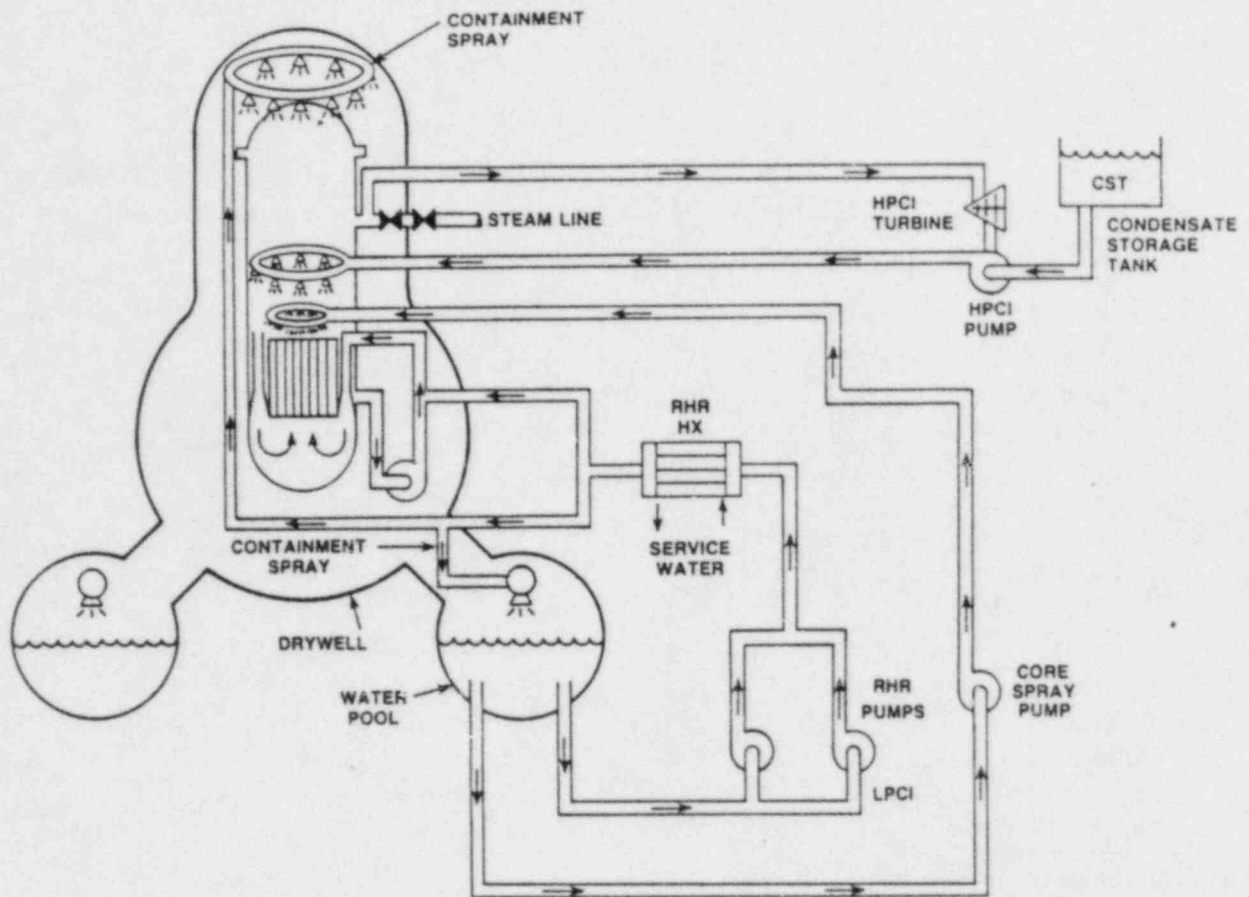 CONTAINMENT
SPRAY
STEAM LINE
HPCI
TURBINE
CST
CONDENSATE
STORAGE
TANK
HPCI
PUMP
RHR
HX
SERVICE
WATER
CONTAINMENT
SPRAY
DRYWELL
WATER
POOL
RHR
PUMPS
LPCI
CORE
SPRAY
PUMP